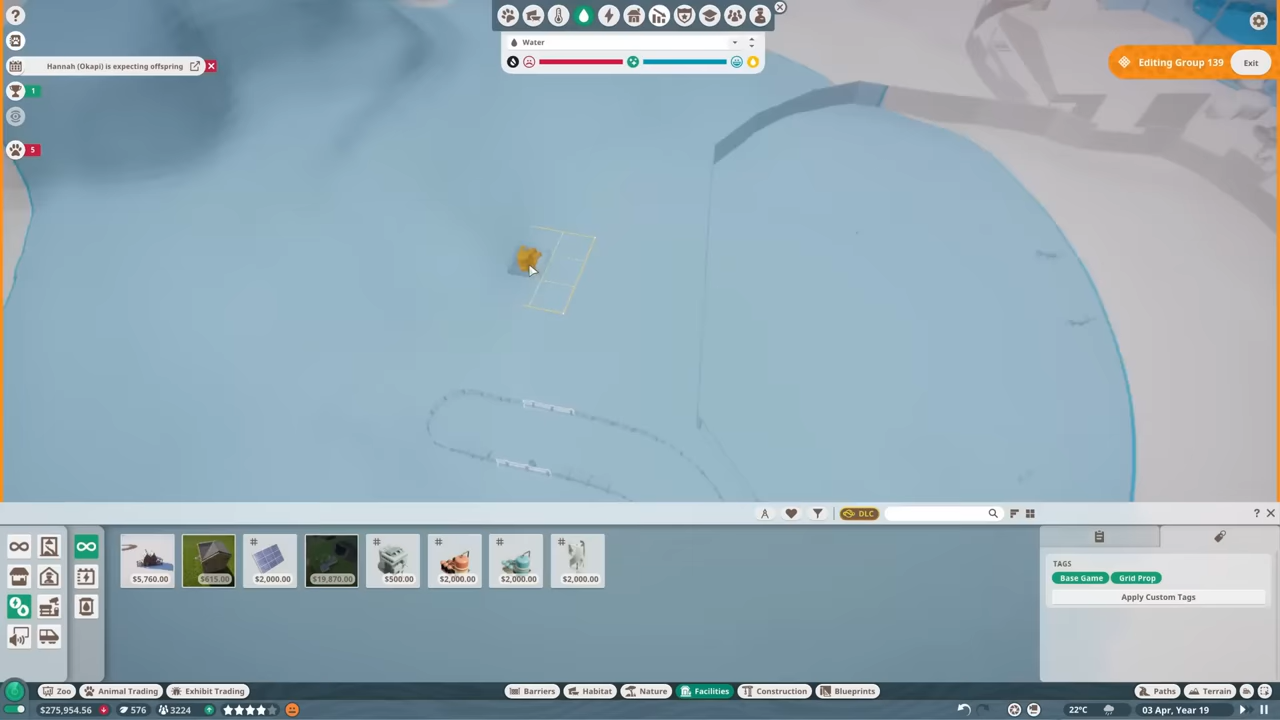 Water
Hannah (Okapi) is expecting offspring
1
5
Editing Group 139
Exit
DLC
$5,760.00
$615.00
$2,000.00
$19,870.00
$500.00
$2,000.00
$2,000.00
$2,000.00
TAGS
Base Game
Grid Prop
Apply Custom Tags
Zoo
Animal Trading
Exhibit Trading
Barriers
Habitat
Nature
Facilities
Construction
Blueprints
Paths
Terrain
$275,954.56
576
3224
22°C
03 Apr, Year 19